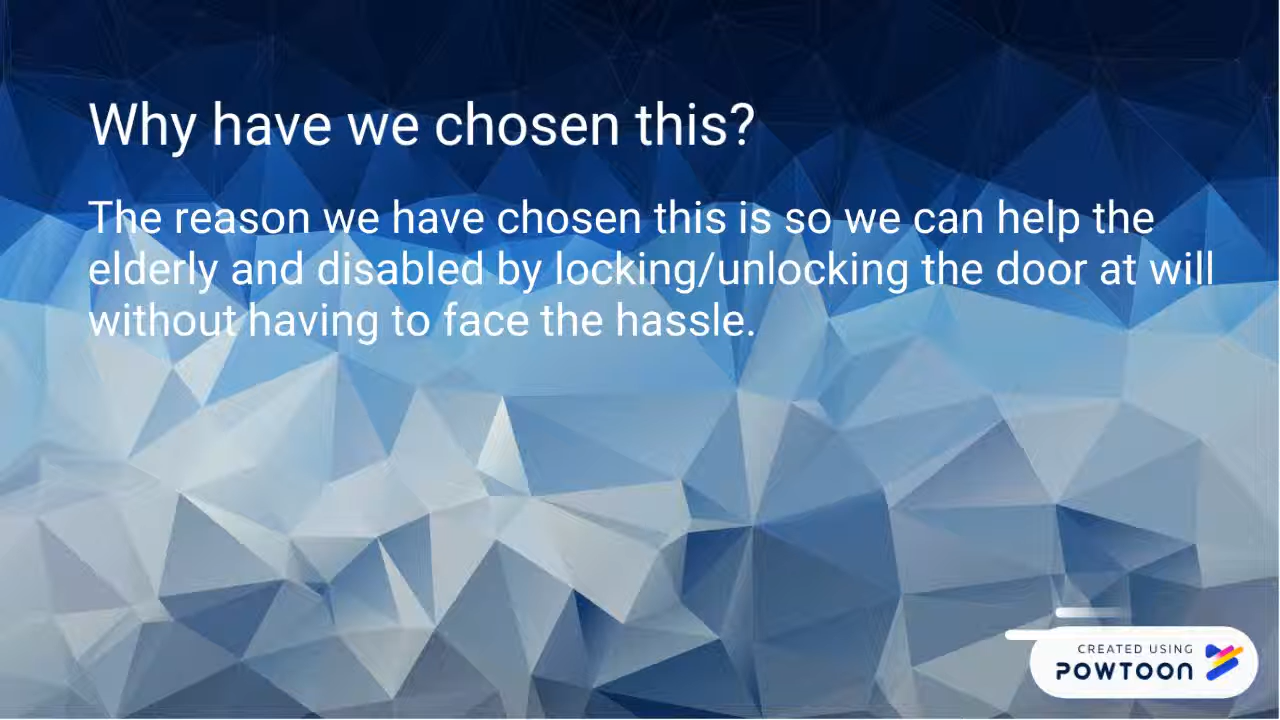 Why have we chosen this?
The reason we have chosen this is so we can help the
elderly and disabled by locking/unlocking the door at will
without having to face the hassle.
CREATED USING
POWTOON